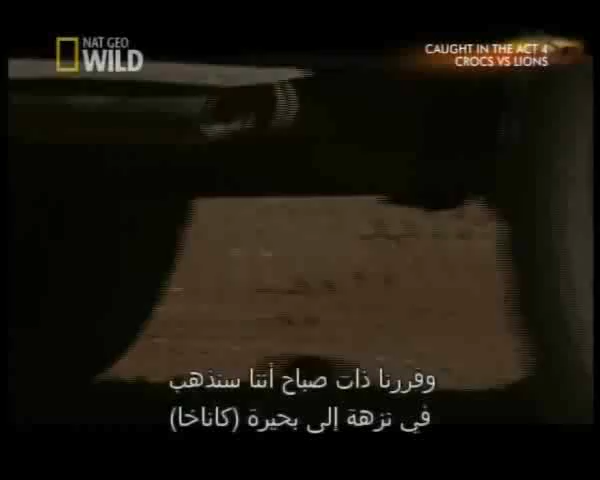 NAT GEO
WILD
CAUGHT IN THE ACT 4
CROCS VS LIONS
وقررنا ذات صباح أننا سنذهب
في نزهة إلى بحيرة (كاناخا)